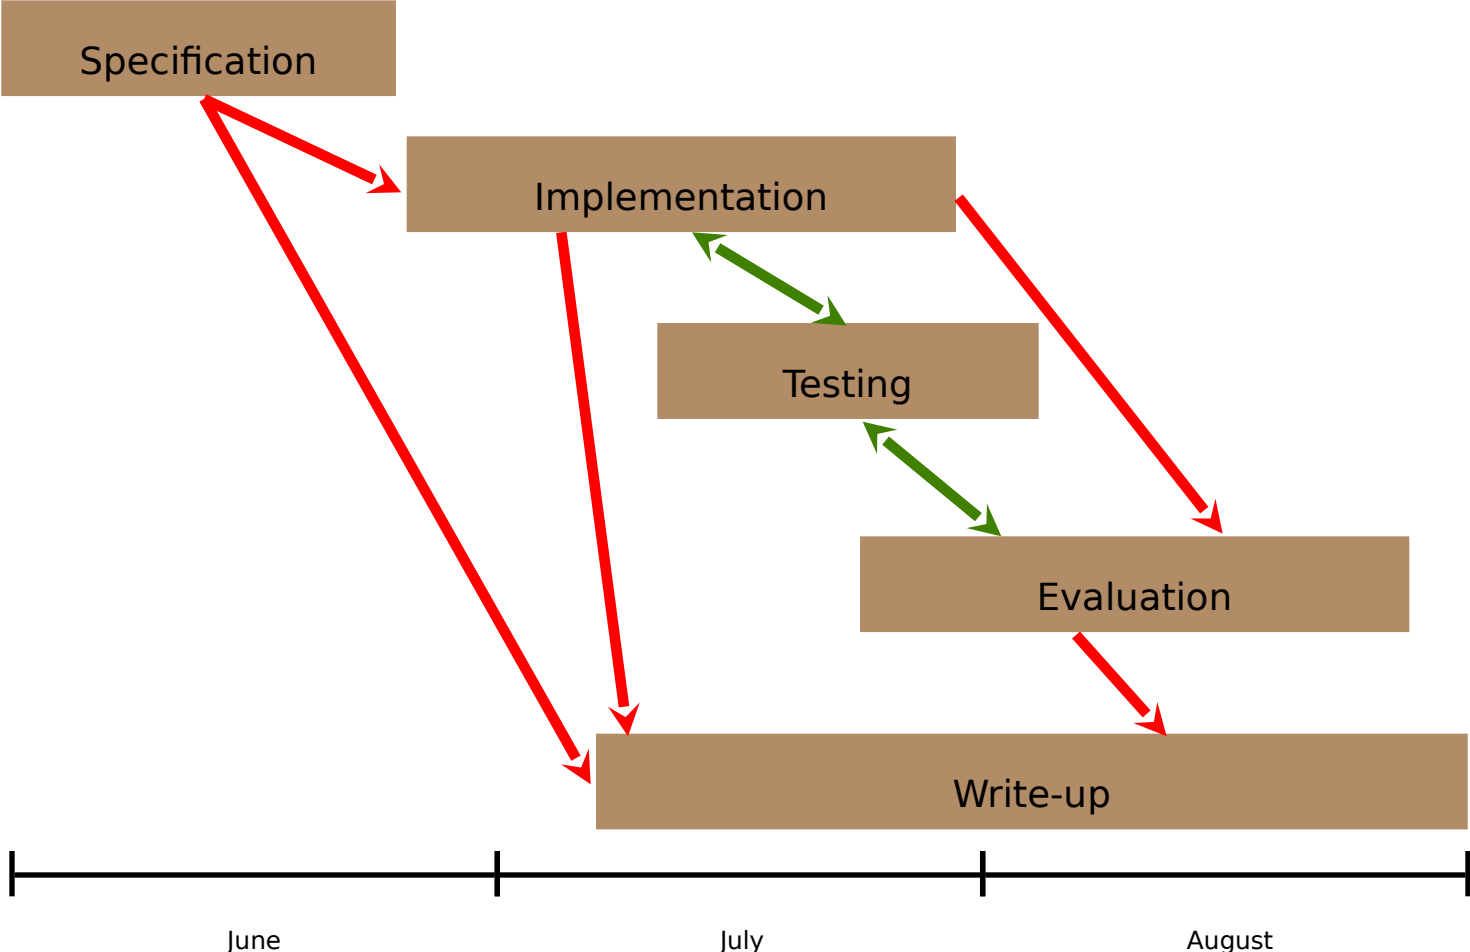 Specification
Implementation
Testing
Evaluation
Write-up
June
July
August